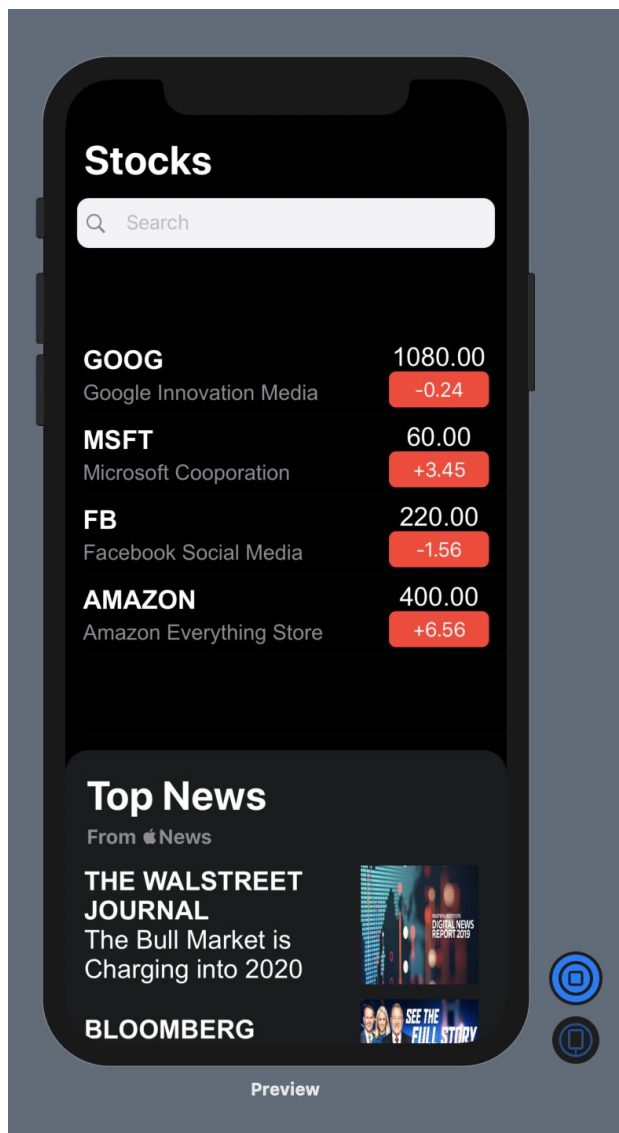 Stocks
Search
GOOG
1080.00
Google Innovation Media
-0.24
MSFT
60.00
Microsoft Cooporation
+3.45
FB
220.00
Facebook Social Media
-1.56
AMAZON
400.00
Amazon Everything Store
+6.56
Top News
From News
THE WALSTREET
JOURNAL
The Bull Market is
Charging into 2020
DIGITAL NEWS
REPORT 2019
BLOOMBERG
SEE THE
FULL STORY
Preview